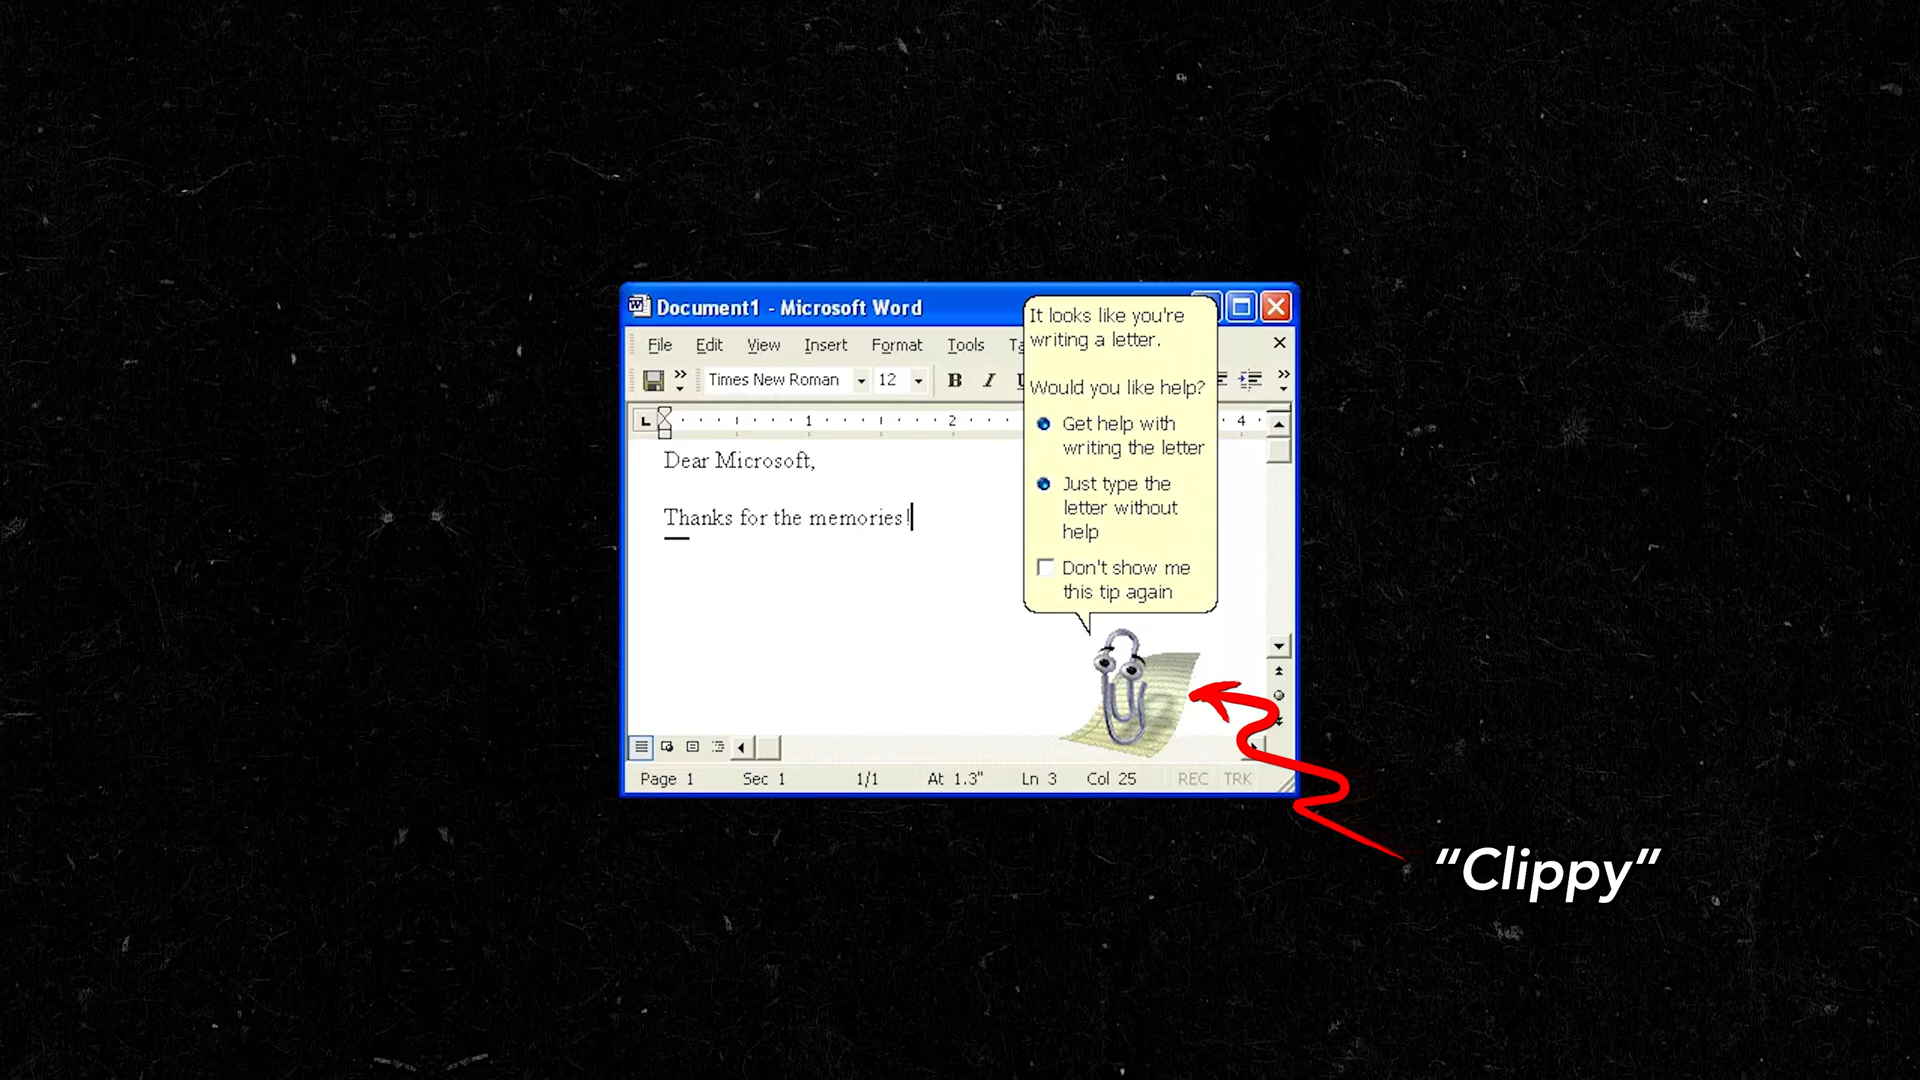 Document1 - Microsoft Word
File Edit View Insert Format Tools
Times New Roman 12 B I
1 2 4
Dear Microsoft,
Thanks for the memories!
It looks like you're
writing a letter.
Would you like help?
Get help with
writing the letter
Just type the
letter without
help
Don't show me
this tip again
Page 1 Sec 1 1/1 At 1.3" Ln 3 Col 25 REC TRK
“Clippy”